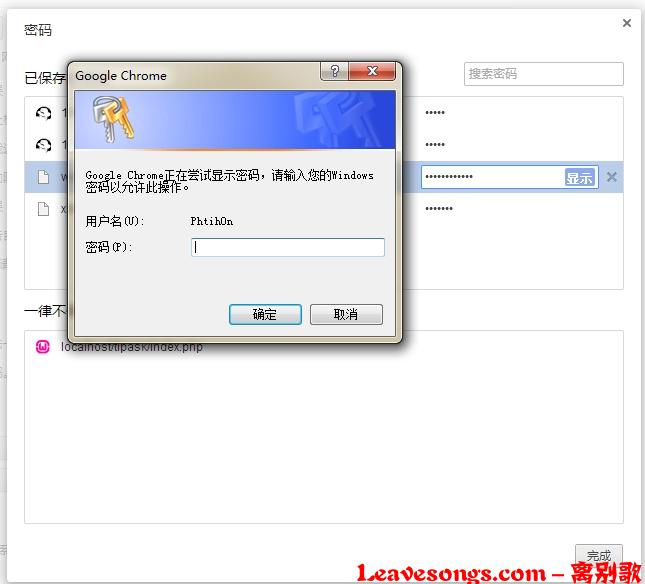 密码
已保存
搜索密码
Google Chrome
Google Chrome正在尝试显示密码，请输入您的Windows
密码以允许此操作。
显示
用户名(U): Phtih0n
密码(P):
确定 取消
一律不
localhost/tipask/index.php
完成
leavesongs.com – 离别歌